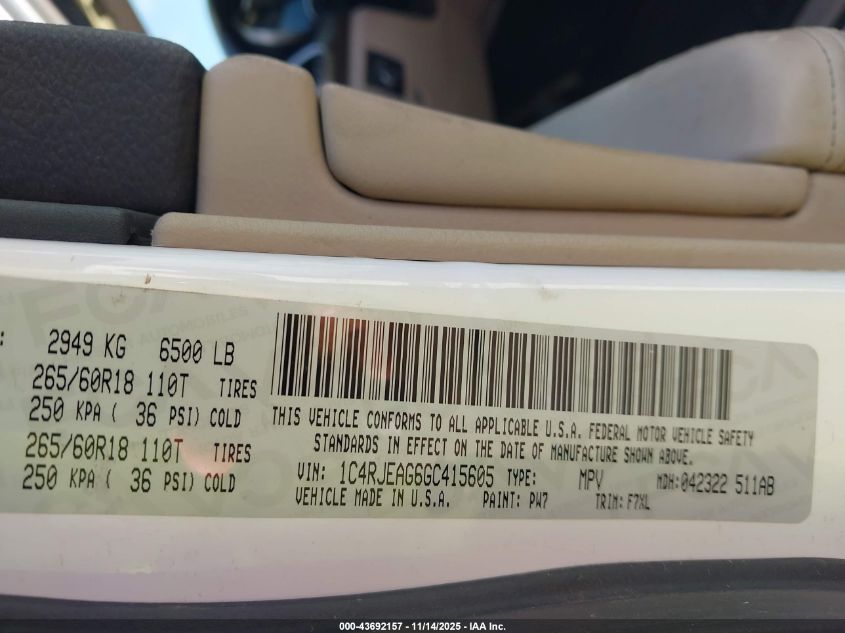 : 2949 KG 6500 LB
265/60R18 110T TIRES
250 KPA ( 36 PSI) COLD
265/60R18 110T TIRES
250 KPA ( 36 PSI) COLD
THIS VEHICLE CONFORMS TO ALL APPLICABLE U.S.A. FEDERAL MOTOR VEHICLE SAFETY
STANDARDS IN EFFECT ON THE DATE OF MANUFACTURE SHOWN ABOVE.
VIN: 1C4RJEAG6GC415605 TYPE: MPV MDH:042322 511AB
VEHICLE MADE IN U.S.A. PAINT: PW7 TRIM: F7XL
000-43692157 - 11/14/2025 - IAA Inc.